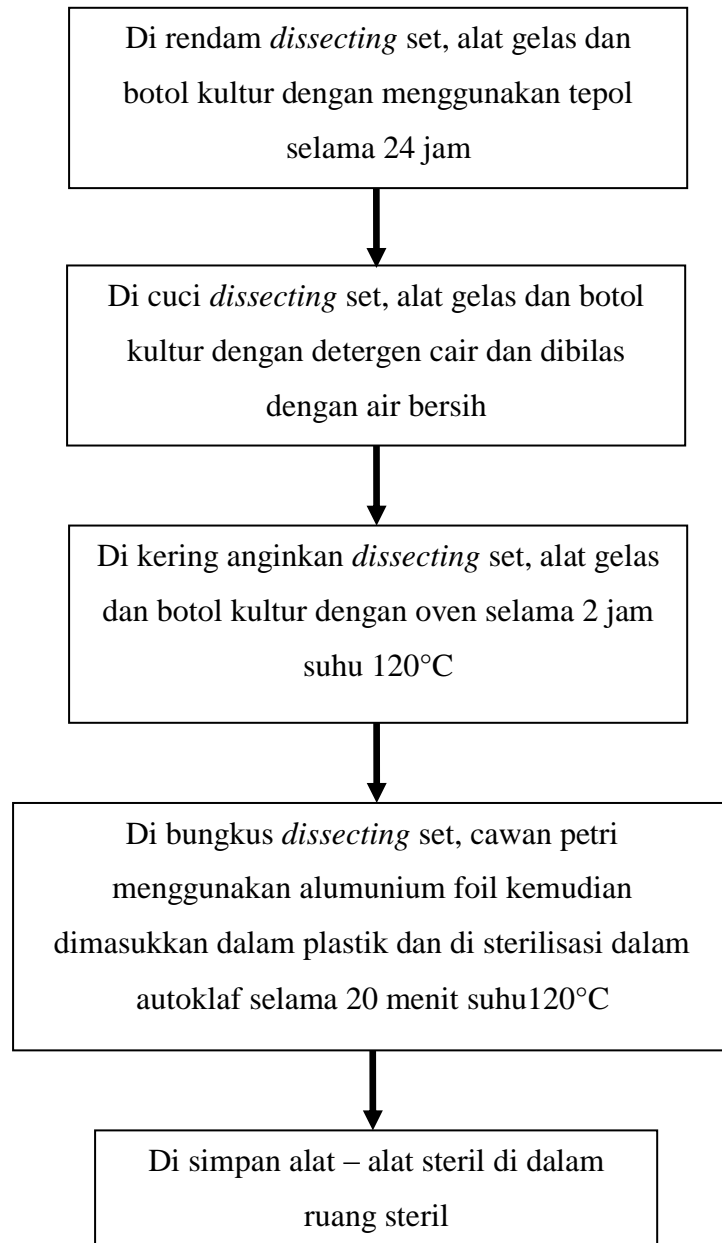 Di rendam dissecting set, alat gelas dan
botol kultur dengan menggunakan tepol
selama 24 jam
Di cuci dissecting set, alat gelas dan botol
kultur dengan detergen cair dan dibilas
dengan air bersih
Di kering anginkan dissecting set, alat gelas
dan botol kultur dengan oven selama 2 jam
suhu 120°C
Di bungkus dissecting set, cawan petri
menggunakan alumunium foil kemudian
dimasukkan dalam plastik dan di sterilisasi dalam
autoklaf selama 20 menit suhu120°C
Di simpan alat – alat steril di dalam
ruang steril